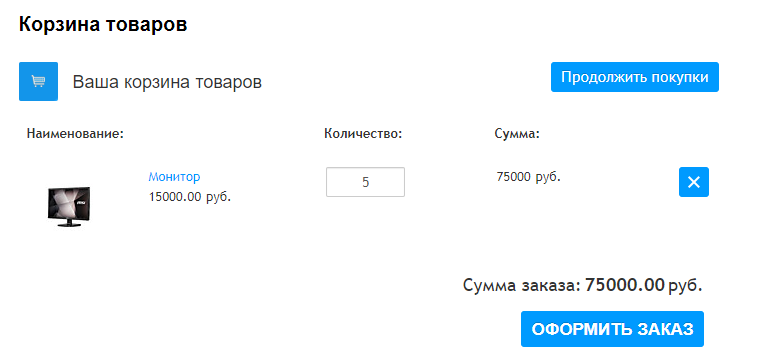 Корзина товаров
Ваша корзина товаров
Продолжить покупки
Наименование: Количество: Сумма:
Монитор
15000.00 руб.
5
75000 руб.
Сумма заказа: 75000.00 руб.
ОФОРМИТЬ ЗАКАЗ